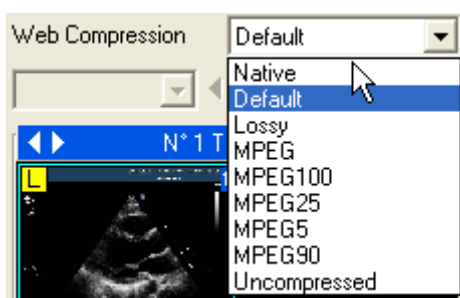 Web Compression Default
Native
Default
Lossy
N° 1 T
MPEG
L
MPEG100
MPEG25
MPEG5
MPEG90
Uncompressed